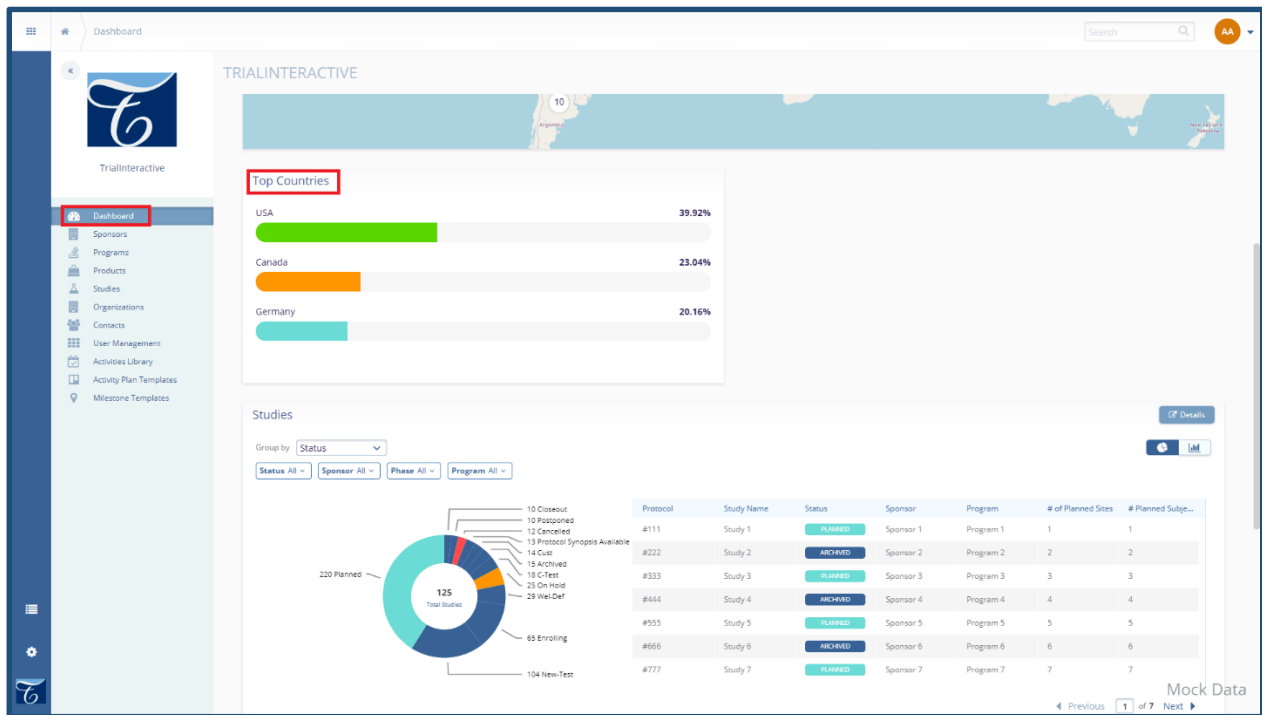 Dashboard
Search
AA
TRIALINTERACTIVE
10
Argentina
TrialInteractive
Dashboard
Sponsors
Programs
Products
Studies
Organizations
Contacts
User Management
Activities Library
Activity Plan Templates
Milestone Templates
Top Countries
USA 39.92%
Canada 23.04%
Germany 20.16%
Studies
Details
Group by Status
Status All Sponsor All Phase All Program All
10 Closeout
10 Postponed
12 Cancelled
13 Protocol Synopsis Available
14 Cust
15 Archived
18 C-Test
25 On Hold
29 Wel-Def
65 Enrolling
104 New-Test
220 Planned
125
Total Studies
Protocol Study Name Status Sponsor Program # of Planned Sites # Planned Subje...
#111 Study 1 PLANNED Sponsor 1 Program 1 1 1
#222 Study 2 ARCHIVED Sponsor 2 Program 2 2 2
#333 Study 3 PLANNED Sponsor 3 Program 3 3 3
#444 Study 4 ARCHIVED Sponsor 4 Program 4 4 4
#555 Study 5 PLANNED Sponsor 5 Program 5 5 5
#666 Study 6 ARCHIVED Sponsor 6 Program 6 6 6
#777 Study 7 PLANNED Sponsor 7 Program 7 7 7
Previous 1 of 7 Next
Mock Data